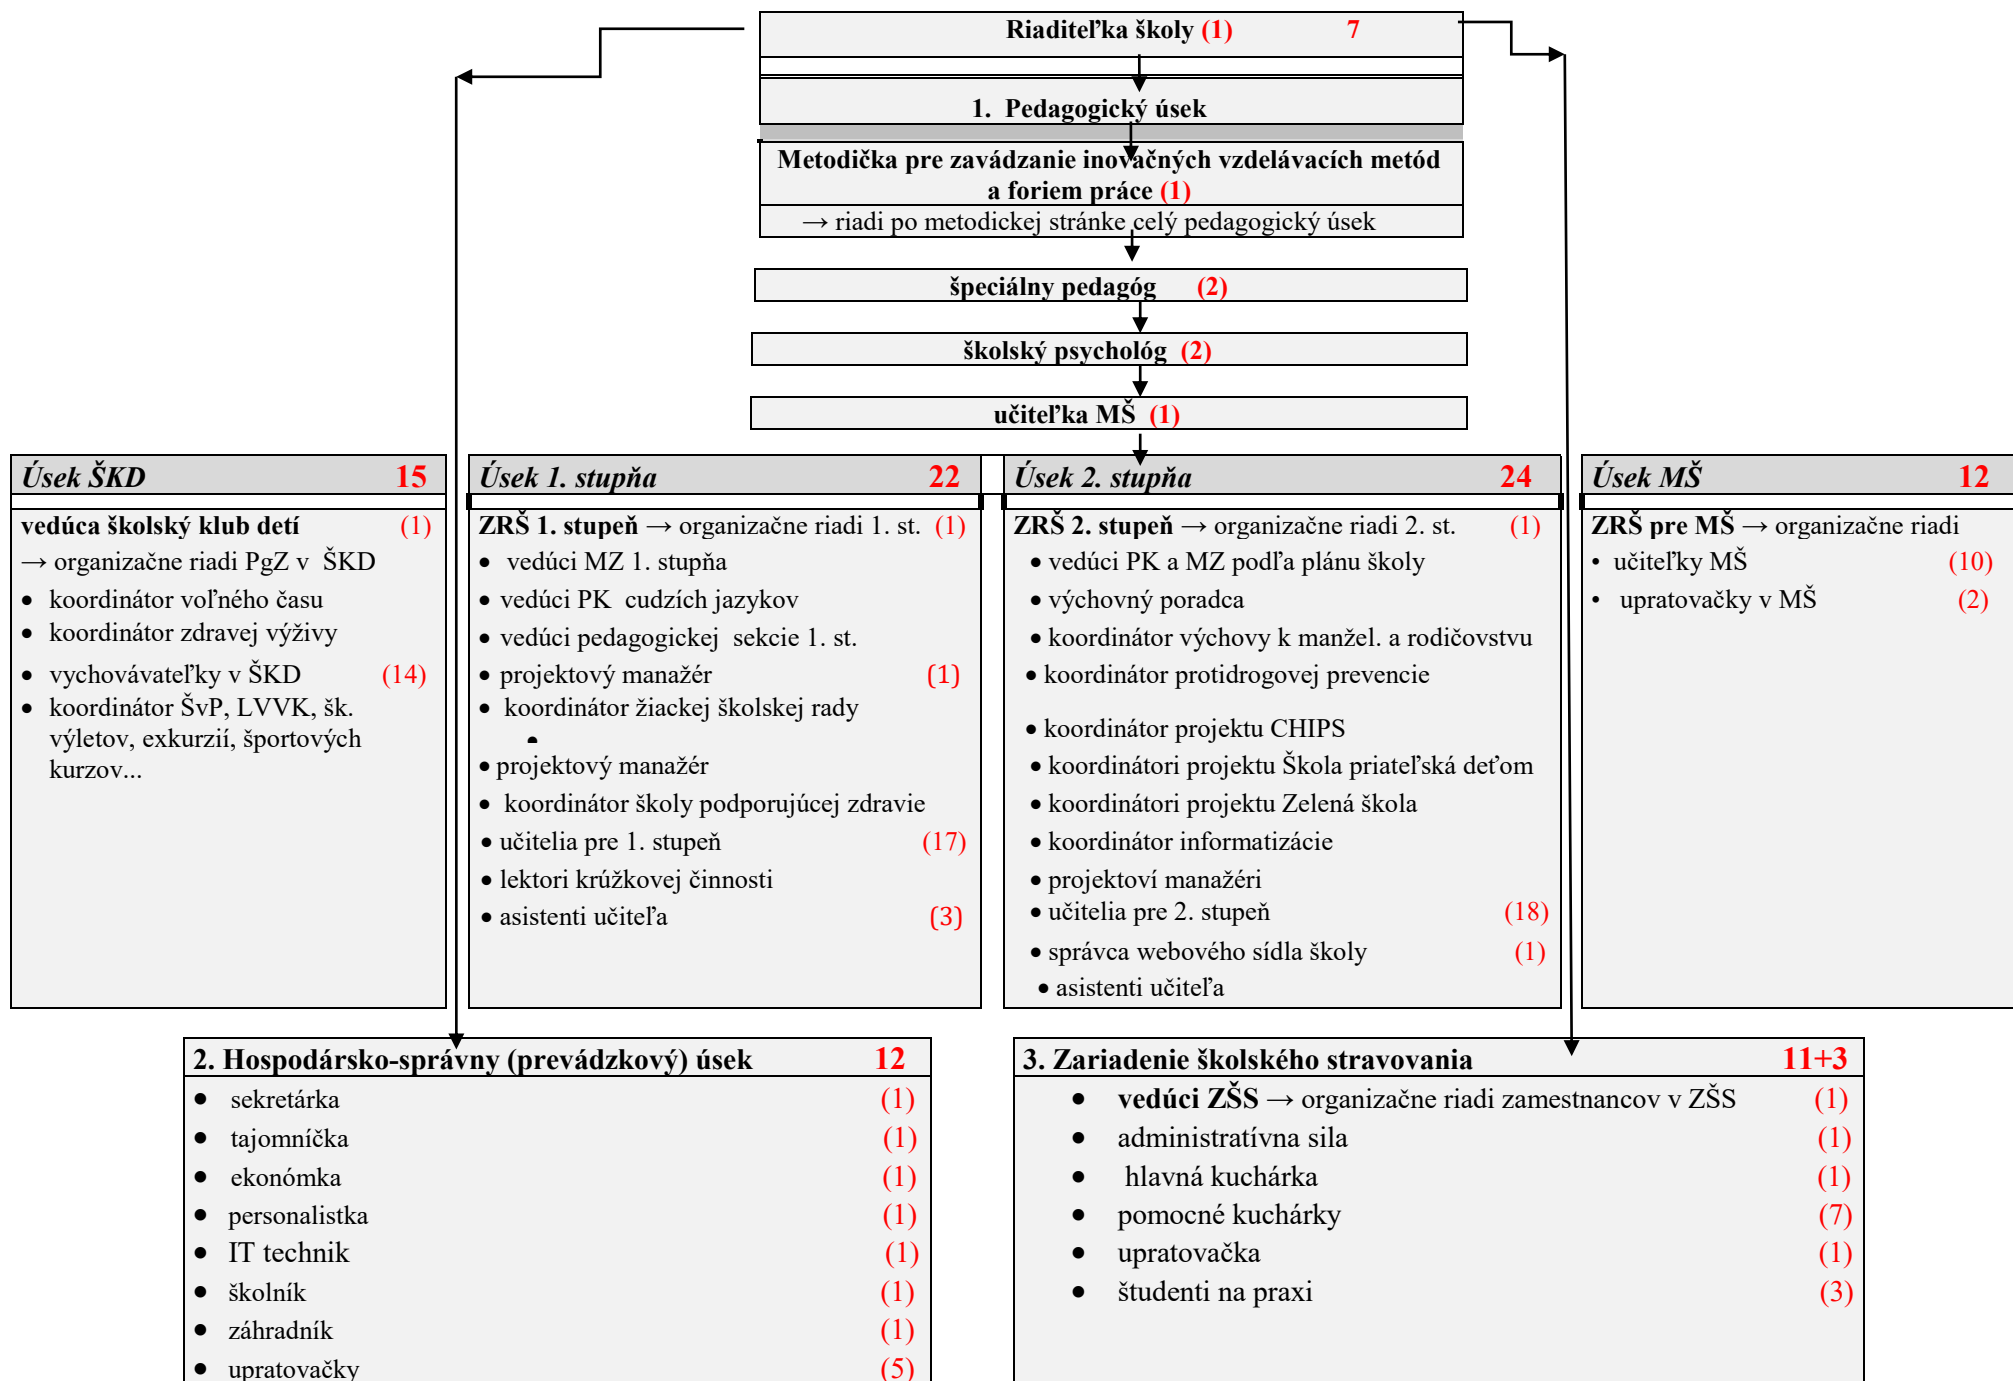 Riaditeľka školy (1) 7
1. Pedagogický úsek
Metodička pre zavádzanie inovačných vzdelávacích metód
a foriem práce (1)
→ riadi po metodickej stránke celý pedagogický úsek
špeciálny pedagóg (2)
školský psychológ (2)
učiteľka MŠ (1)
Úsek ŠKD 15
vedúca školský klub detí (1)
→ organizačne riadi PgZ v ŠKD
• koordinátor voľného času
• koordinátor zdravej výživy
• vychovávateľky v ŠKD (14)
• koordinátor ŠvP, LVVK, šk.
výletov, exkurzií, športových
kurzov...
Úsek 1. stupňa 22
ZRŠ 1. stupeň → organizačne riadi 1. st. (1)
• vedúci MZ 1. stupňa
• vedúci PK cudzích jazykov
• vedúci pedagogickej sekcie 1. st.
• projektový manažér (1)
• koordinátor žiackej školskej rady
•
• projektový manažér
• koordinátor školy podporujúcej zdravie
• učitelia pre 1. stupeň (17)
• lektori krúžkovej činnosti
• asistenti učiteľa (3)
Úsek 2. stupňa 24
ZRŠ 2. stupeň → organizačne riadi 2. st. (1)
• vedúci PK a MZ podľa plánu školy
• výchovný poradca
• koordinátor výchovy k manžel. a rodičovstvu
• koordinátor protidrogovej prevencie
• koordinátor projektu CHIPS
• koordinátori projektu Škola priateľská deťom
• koordinátori projektu Zelená škola
• koordinátor informatizácie
• projektoví manažéri
• učitelia pre 2. stupeň (18)
• správca webového sídla školy (1)
• asistenti učiteľa
Úsek MŠ 12
ZRŠ pre MŠ → organizačne riadi
• učiteľky MŠ (10)
• upratovačky v MŠ (2)
2. Hospodársko-správny (prevádzkový) úsek 12
• sekretárka (1)
• tajomníčka (1)
• ekonómka (1)
• personalistka (1)
• IT technik (1)
• školník (1)
• záhradník (1)
• upratovačky (5)
3. Zariadenie školského stravovania 11+3
• vedúci ZŠS → organizačne riadi zamestnancov v ZŠS (1)
• administratívna sila (1)
• hlavná kuchárka (1)
• pomocné kuchárky (7)
• upratovačka (1)
• študenti na praxi (3)